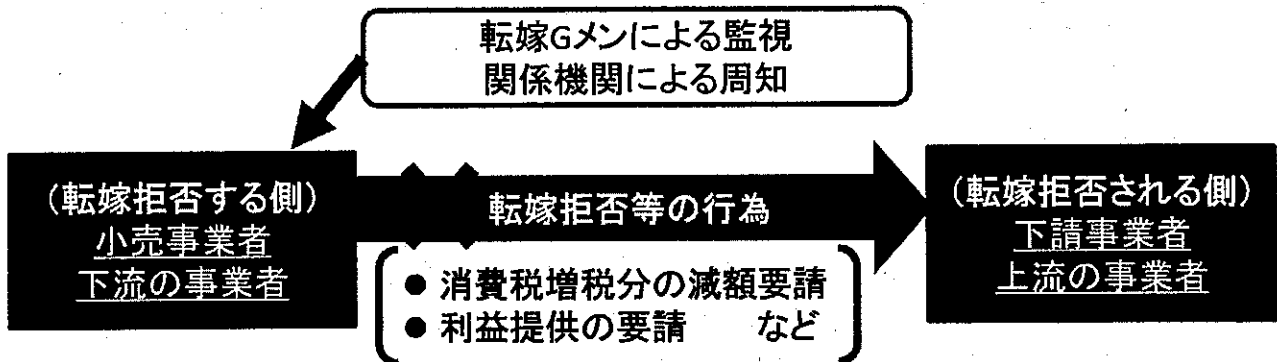 転嫁Gメンによる監視
関係機関による周知
（転嫁拒否する側）
小売事業者
下流の事業者
転嫁拒否等の行為
● 消費税増税分の減額要請
● 利益提供の要請　　など
（転嫁拒否される側）
下請事業者
上流の事業者